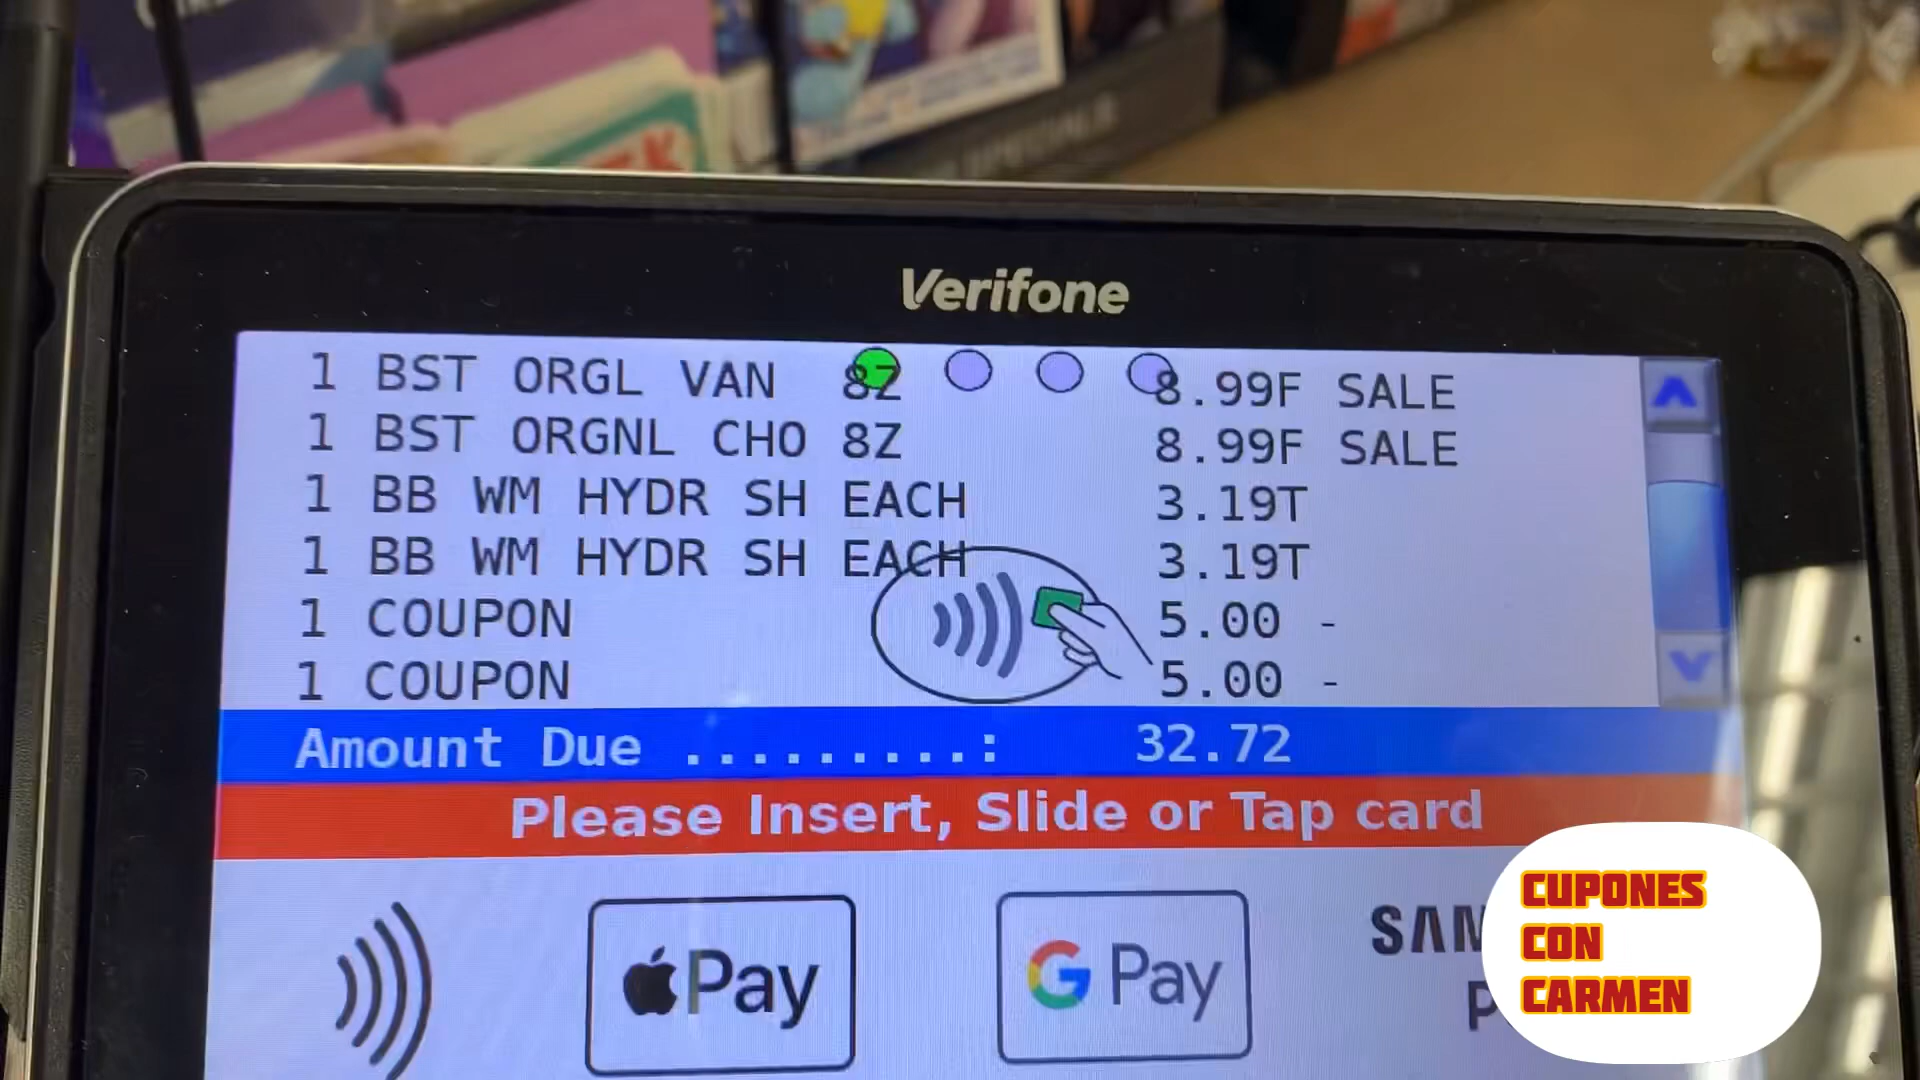 Verifone
1 BST ORGL VAN 8Z 8.99F SALE
1 BST ORGNL CHO 8Z 8.99F SALE
1 BB WM HYDR SH EACH 3.19T
1 BB WM HYDR SH EACH 3.19T
1 COUPON 5.00 -
1 COUPON 5.00 -
Amount Due .........: 32.72
Please Insert, Slide or Tap card
Pay
G Pay
CUPONES
CON
CARMEN